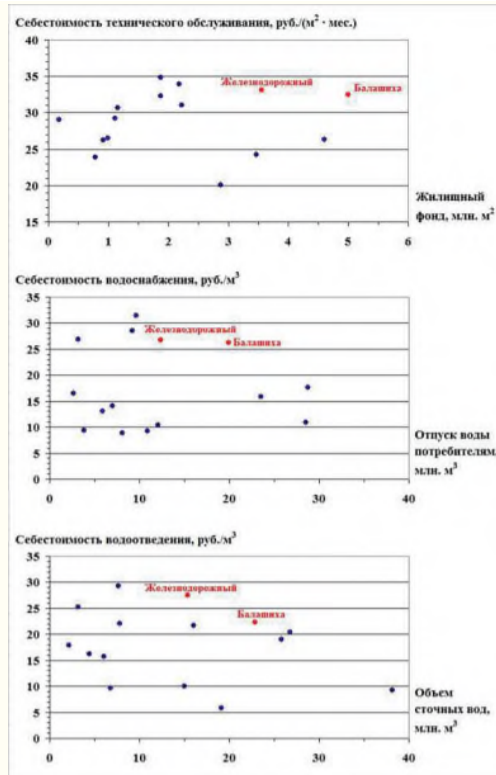 Себестоимость технического обслуживания, руб./(м² · мес.)
40
35
30
25
20
15
0
1
2
3
4
5
6
Железнодорожный
Балашиха
Жилищный
фонд, млн. м²
Себестоимость водоснабжения, руб./м³
35
30
25
20
15
10
5
0
0
10
20
30
40
Железнодорожный
Балашиха
Отпуск воды
потребителям,
млн. м³
Себестоимость водоотведения, руб./м³
35
30
25
20
15
10
5
0
0
10
20
30
40
Железнодорожный
Балашиха
Объем
сточных вод,
млн. м³